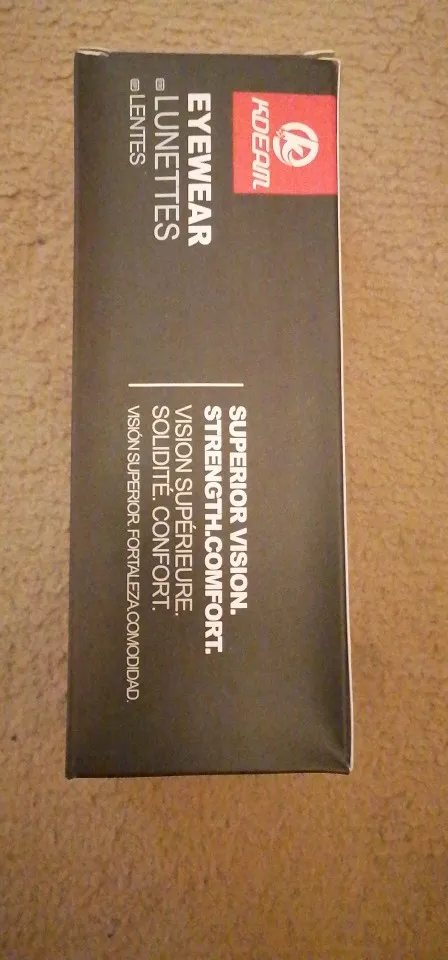 KDEAM
EYEWEAR
LUNETTES
LENTES
SUPERIOR VISION.
STRENGTH.COMFORT.
VISION SUPÉRIEURE.
SOLIDITÉ. CONFORT.
VISIÓN SUPERIOR. FORTALEZA.COMODIDAD.